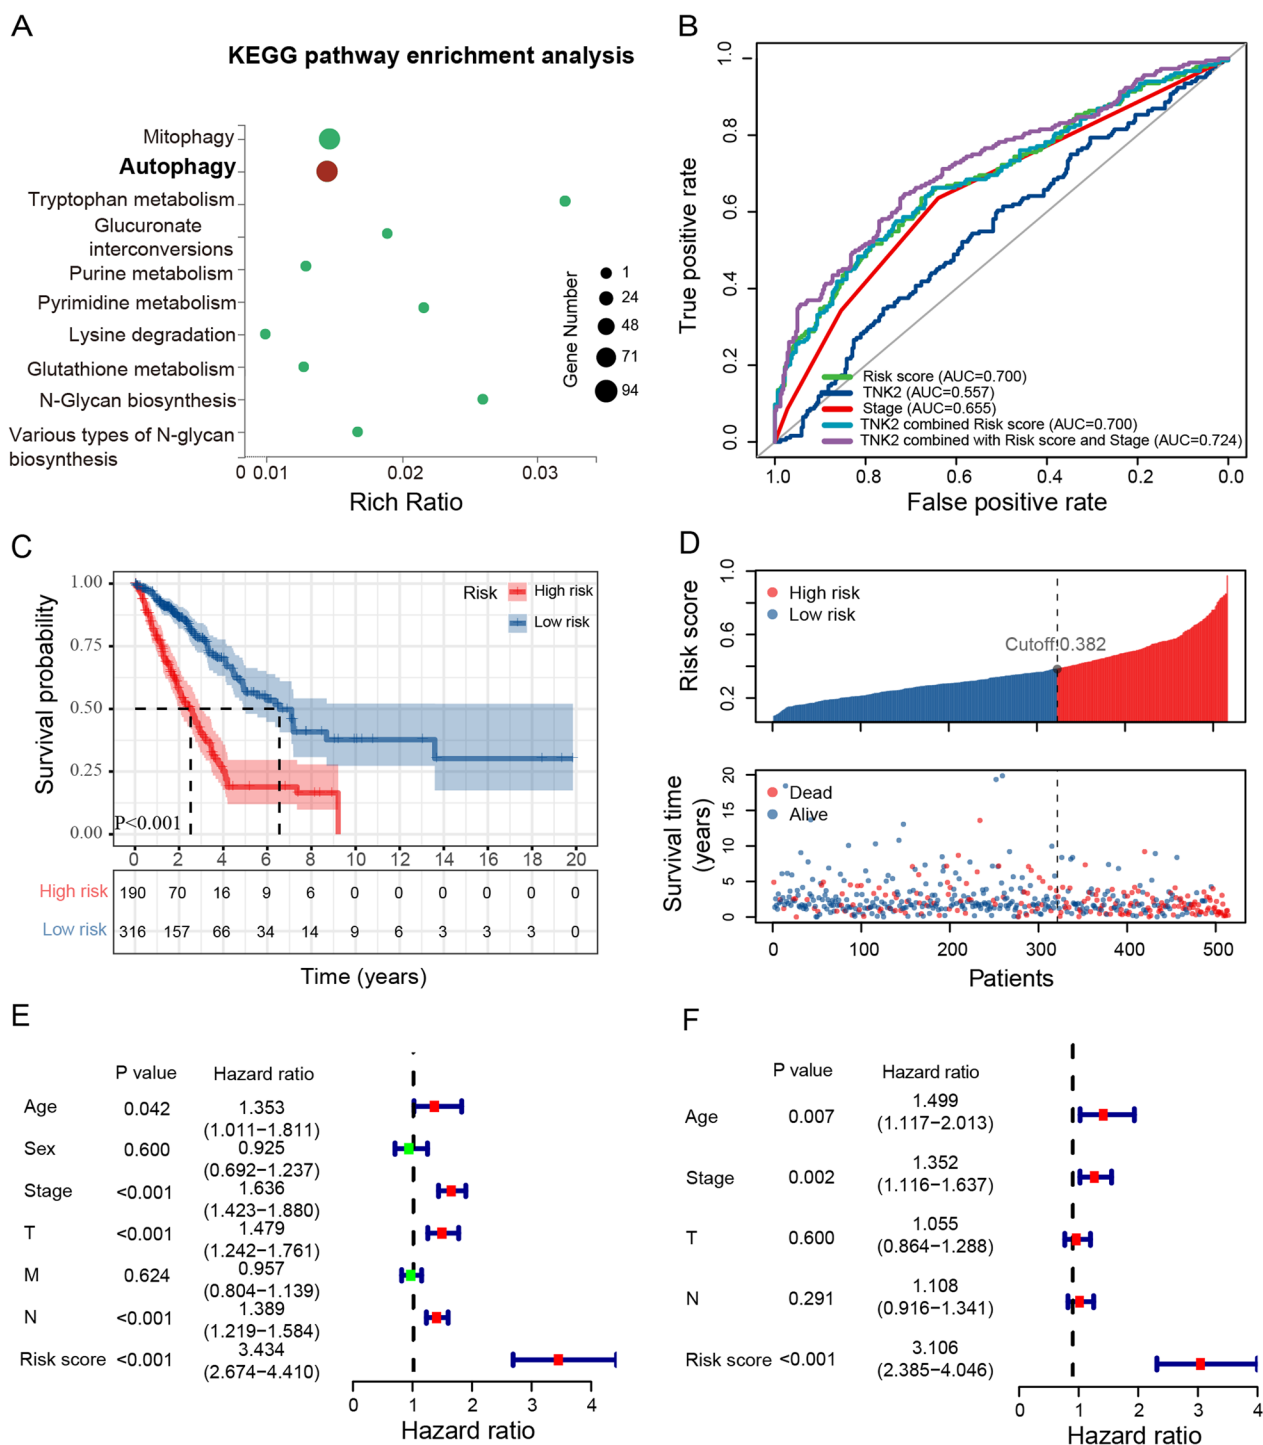 A
KEGG pathway enrichment analysis
Mitophagy
Autophagy
Tryptophan metabolism
Glucuronate
interconversions
Purine metabolism
Pyrimidine metabolism
Lysine degradation
Glutathione metabolism
N-Glycan biosynthesis
Various types of N-glycan
biosynthesis
Gene Number
1
24
48
71
94
0 0.01 0.02 0.03
Rich Ratio
B
True positive rate
1.0
0.8
0.6
0.4
0.2
0.0
Risk score (AUC=0.700)
TNK2 (AUC=0.557)
Stage (AUC=0.655)
TNK2 combined Risk score (AUC=0.700)
TNK2 combined with Risk score and Stage (AUC=0.724)
1.0 0.8 0.6 0.4 0.2 0.0
False positive rate
C
Survival probability
1.00
0.75
0.50
0.25
0.00
Risk
High risk
Low risk
P<0.001
0 2 4 6 8 10 12 14 16 18 20
High risk 190 70 16 9 6 0 0 0 0 0 0
Low risk 316 157 66 34 14 9 6 3 3 3 0
Time (years)
D
Risk score
1.0
0.6
0.2
High risk
Low risk
Cutoff:0.382
Survival time
(years)
20
15
10
5
0
Dead
Alive
0 100 200 300 400 500
Patients
E
P value Hazard ratio
Age 0.042 1.353
(1.011−1.811)
Sex 0.600 0.925
(0.692−1.237)
Stage <0.001 1.636
(1.423−1.880)
T <0.001 1.479
(1.242−1.761)
M 0.624 0.957
(0.804−1.139)
N <0.001 1.389
(1.219−1.584)
Risk score <0.001 3.434
(2.674−4.410)
0 1 2 3 4
Hazard ratio
F
P value Hazard ratio
Age 0.007 1.499
(1.117−2.013)
Stage 0.002 1.352
(1.116−1.637)
T 0.600 1.055
(0.864−1.288)
N 0.291 1.108
(0.916−1.341)
Risk score <0.001 3.106
(2.385−4.046)
0 1 2 3 4
Hazard ratio